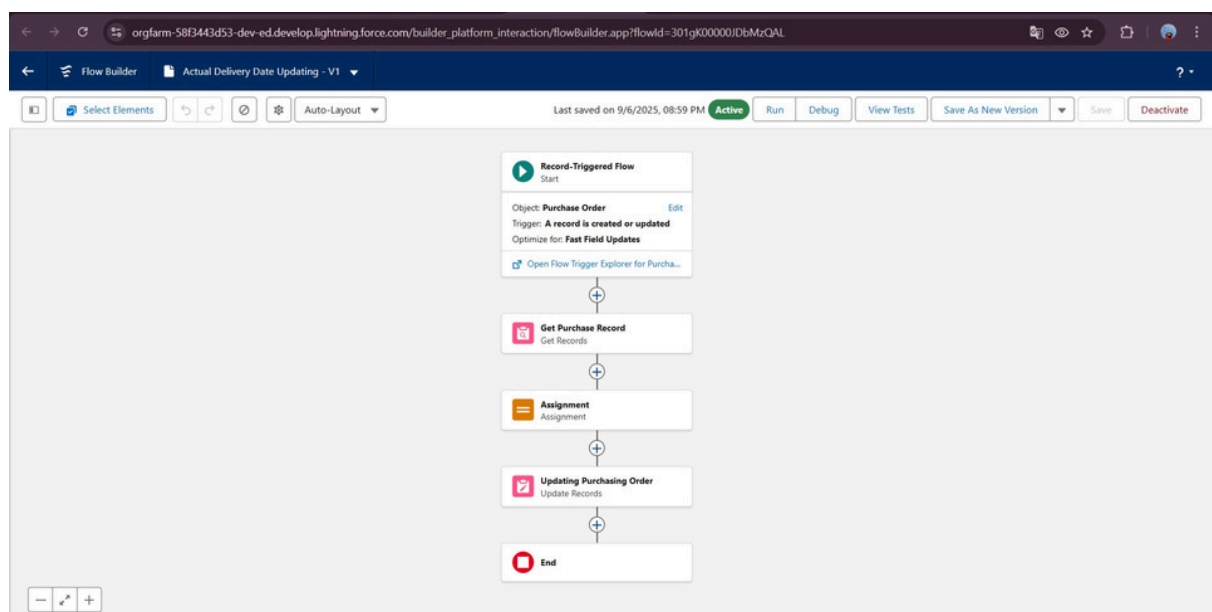 orgfarm-58f3443d53-dev-ed.develop.lightning.force.com/builder_platform_interaction/flowBuilder.app?flowId=301gK00000JDbMzQAL
Flow Builder Actual Delivery Date Updating - V1 ?
Select Elements Auto-Layout Last saved on 9/6/2025, 08:59 PM Active Run Debug View Tests Save As New Version Save Deactivate
Record-Triggered Flow
Start
Object: Purchase Order Edit
Trigger: A record is created or updated
Optimize for: Fast Field Updates
Open Flow Trigger Explorer for Purcha...
Get Purchase Record
Get Records
Assignment
Assignment
Updating Purchasing Order
Update Records
End